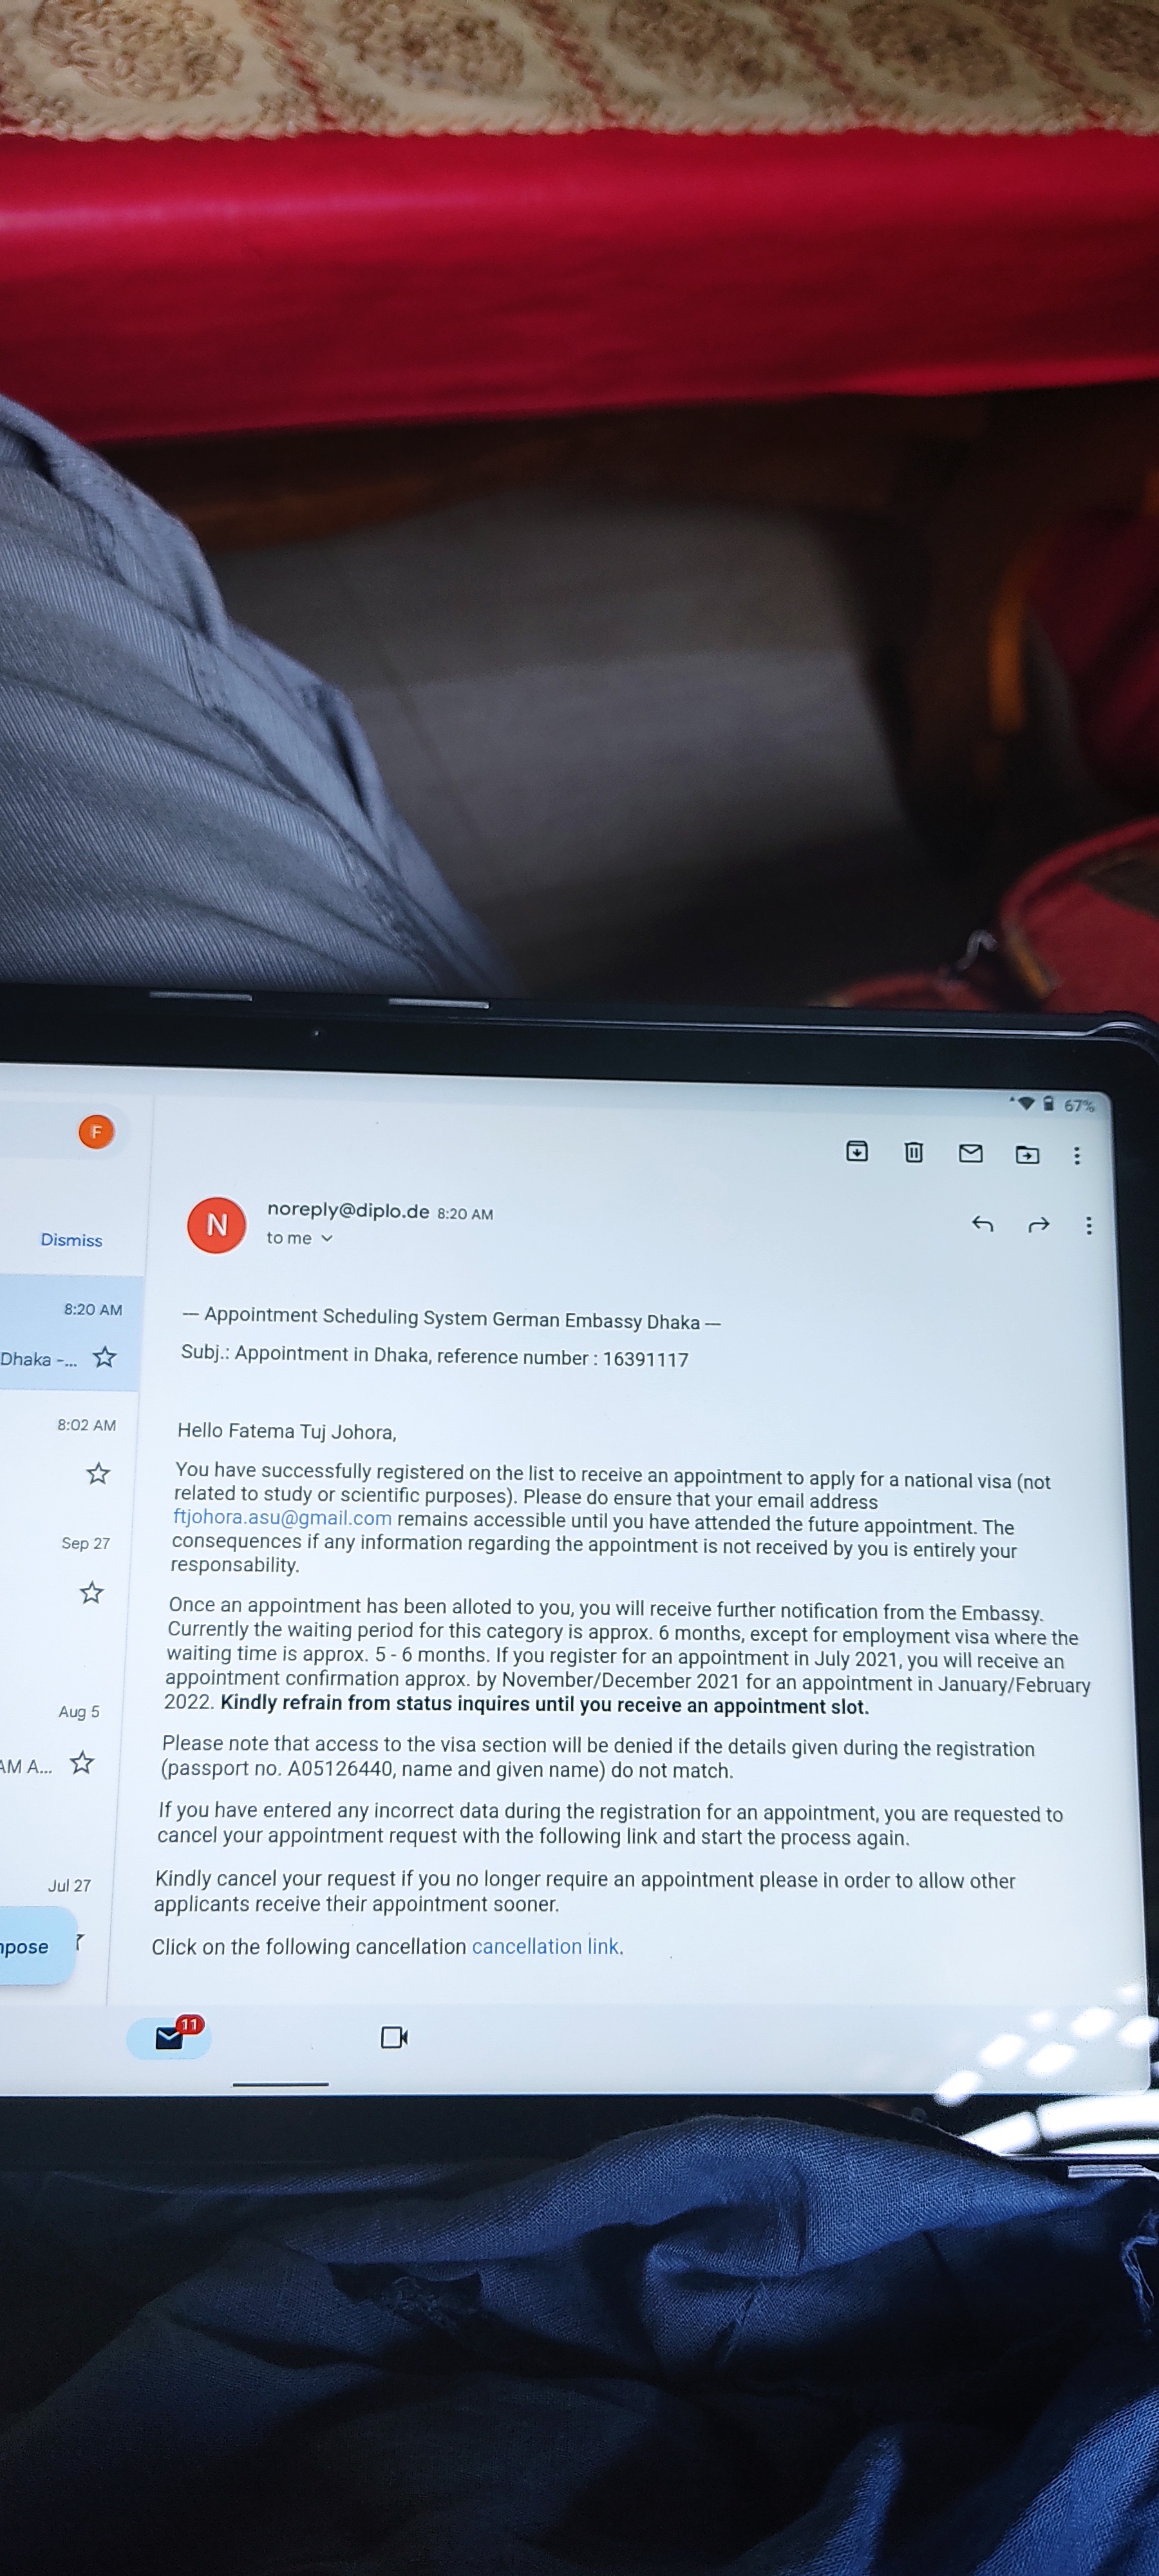 67%
F
Dismiss
8:20 AM
Dhaka -...
8:02 AM
Sep 27
Aug 5
AM A...
Jul 27
mpose
N
noreply@diplo.de 8:20 AM
to me
— Appointment Scheduling System German Embassy Dhaka —
Subj.: Appointment in Dhaka, reference number : 16391117
Hello Fatema Tuj Johora,
You have successfully registered on the list to receive an appointment to apply for a national visa (not
related to study or scientific purposes). Please do ensure that your email address
ftjohora.asu@gmail.com remains accessible until you have attended the future appointment. The
consequences if any information regarding the appointment is not received by you is entirely your
responsability.
Once an appointment has been alloted to you, you will receive further notification from the Embassy.
Currently the waiting period for this category is approx. 6 months, except for employment visa where the
waiting time is approx. 5 - 6 months. If you register for an appointment in July 2021, you will receive an
appointment confirmation approx. by November/December 2021 for an appointment in January/February
2022. Kindly refrain from status inquires until you receive an appointment slot.
Please note that access to the visa section will be denied if the details given during the registration
(passport no. A05126440, name and given name) do not match.
If you have entered any incorrect data during the registration for an appointment, you are requested to
cancel your appointment request with the following link and start the process again.
Kindly cancel your request if you no longer require an appointment please in order to allow other
applicants receive their appointment sooner.
Click on the following cancellation cancellation link.
11